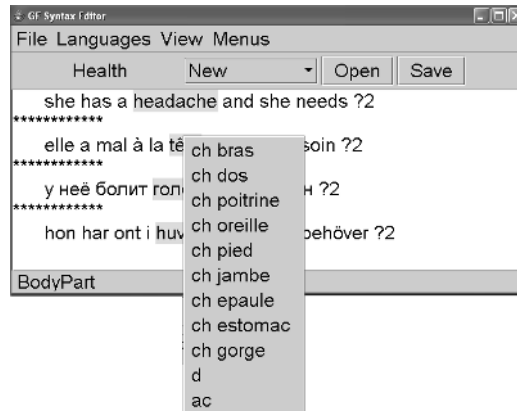 GF Syntax Editor
File Languages View Menus
Health New Open Save
she has a headache and she needs ?2
************
elle a mal à la tê soin ?2
************
у неё болит гол н ?2
************
hon har ont i huv behöver ?2
BodyPart
ch bras
ch dos
ch poitrine
ch oreille
ch pied
ch jambe
ch epaule
ch estomac
ch gorge
d
ac